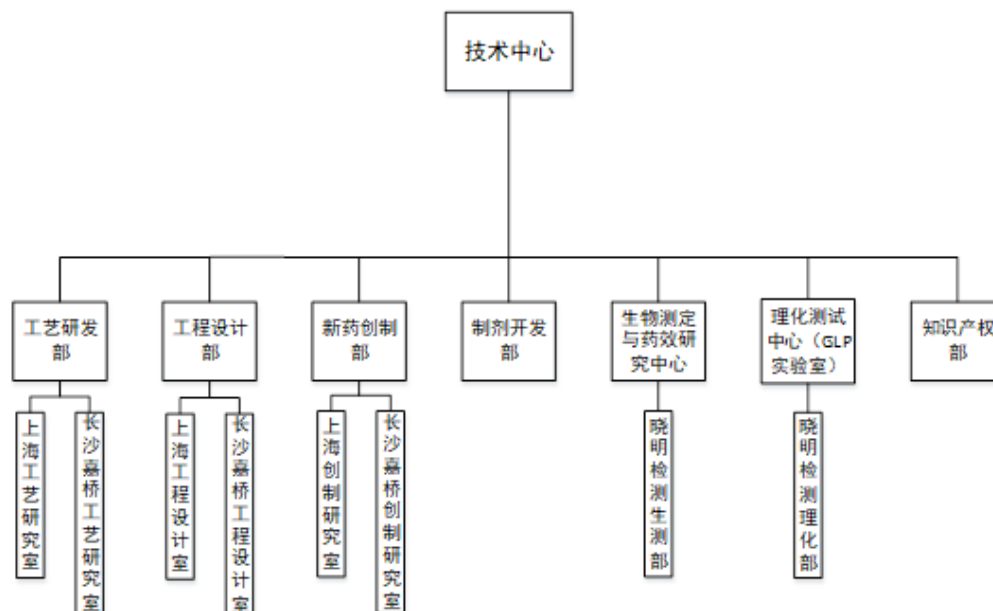 技术中心
工艺研发
部
工程设计
部
新药创制
部
制剂开发
部
生物测定
与药效研
究中心
理化测试
中心（GLP
实验室）
知识产权
部
上海工艺研究室
长沙嘉桥工艺研究室
上海工程设计室
长沙嘉桥工程设计室
上海创制研究室
长沙嘉桥创制研究室
晓明检测生测部
晓明检测理化部